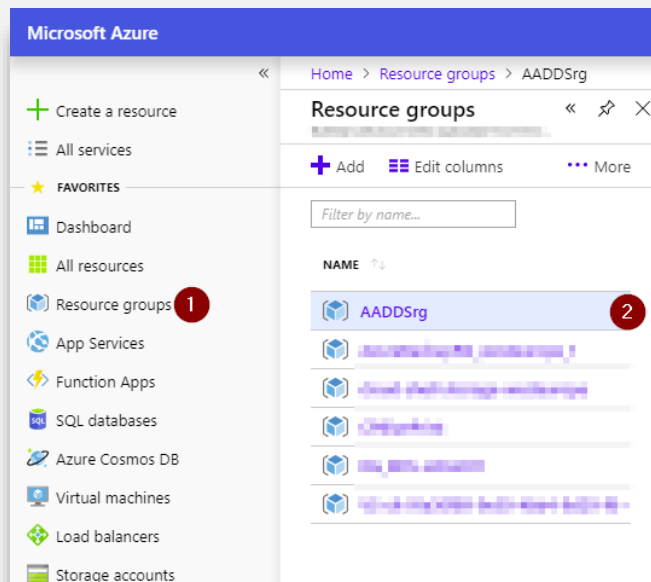 Microsoft Azure
«
Home > Resource groups > AADDSrg
Create a resource
All services
FAVORITES
Dashboard
All resources
Resource groups 1
App Services
Function Apps
SQL databases
Azure Cosmos DB
Virtual machines
Load balancers
Storage accounts
Resource groups «
Add Edit columns ••• More
Filter by name...
NAME ↑↓
AADDSrg 2